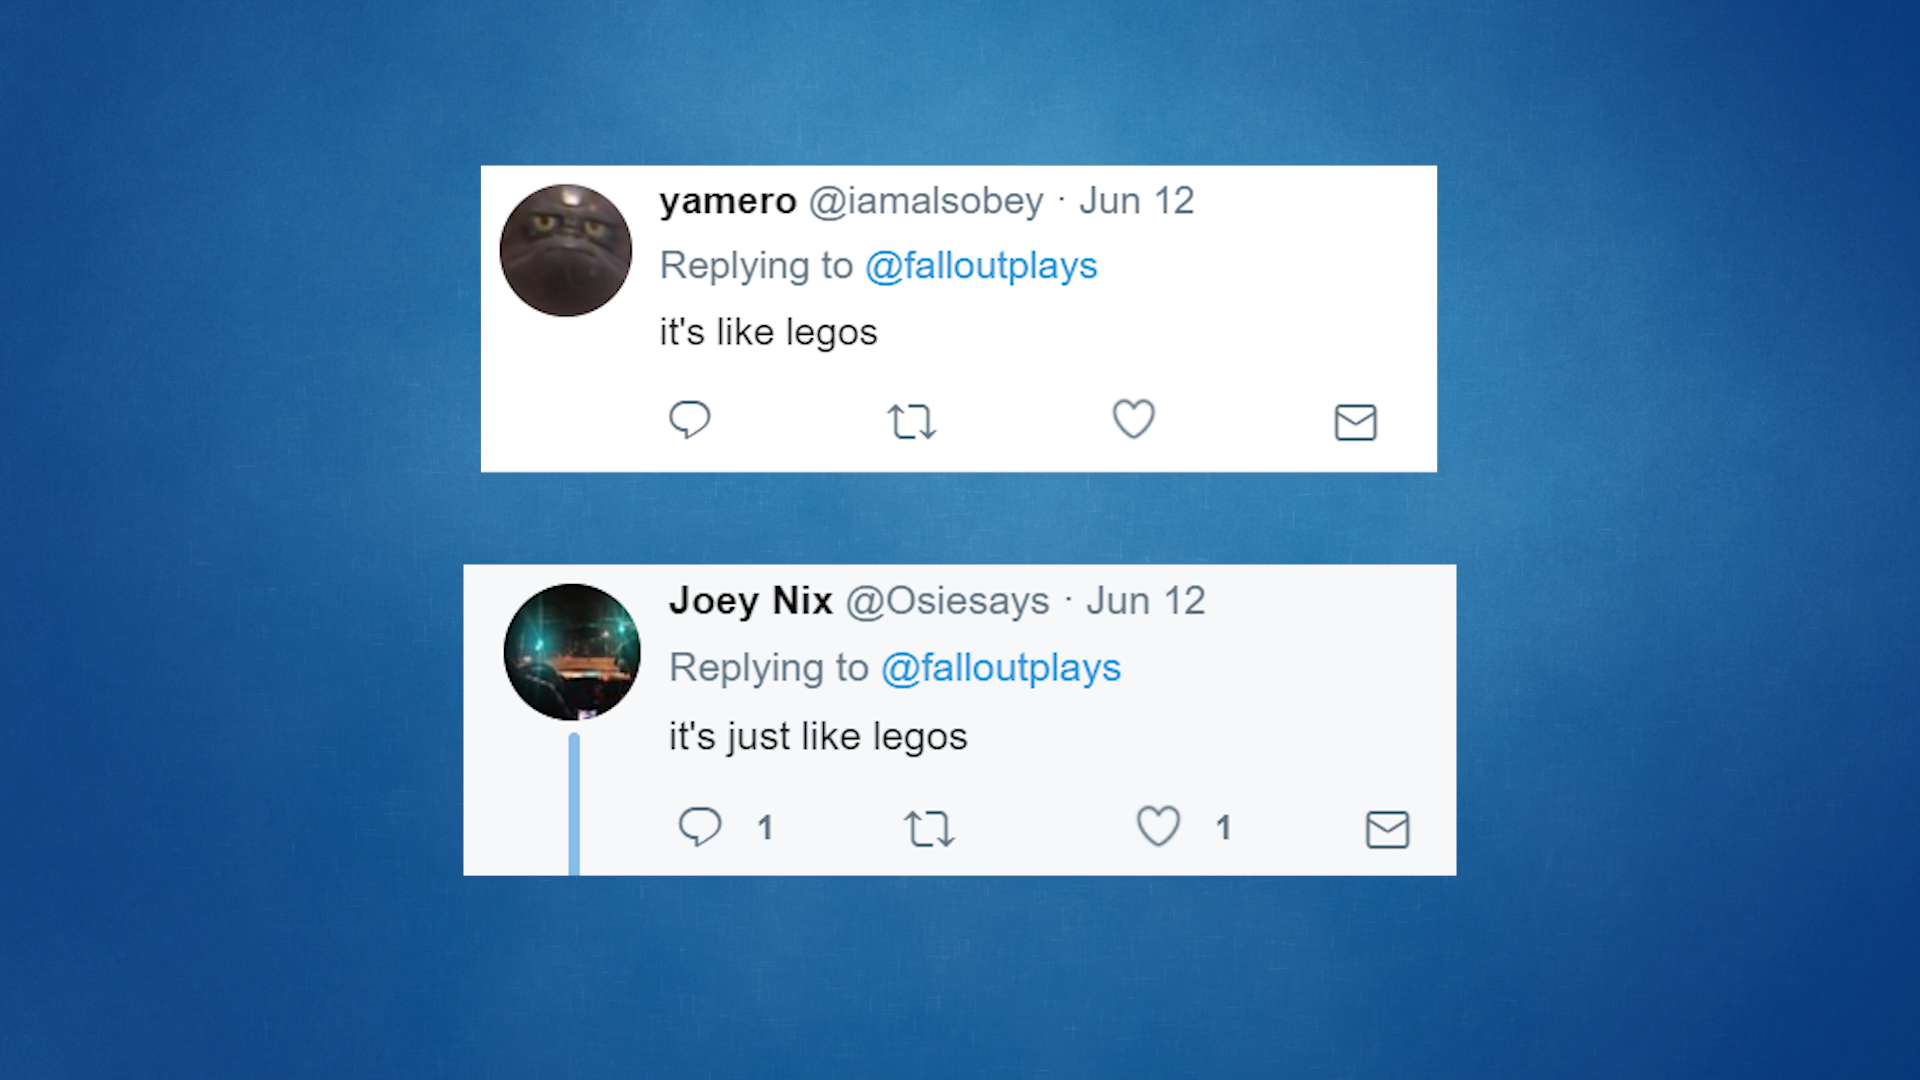 yamero @iamalsobey · Jun 12
Replying to @falloutplays
it's like legos
Joey Nix @Osiesays · Jun 12
Replying to @falloutplays
it's just like legos
1 1